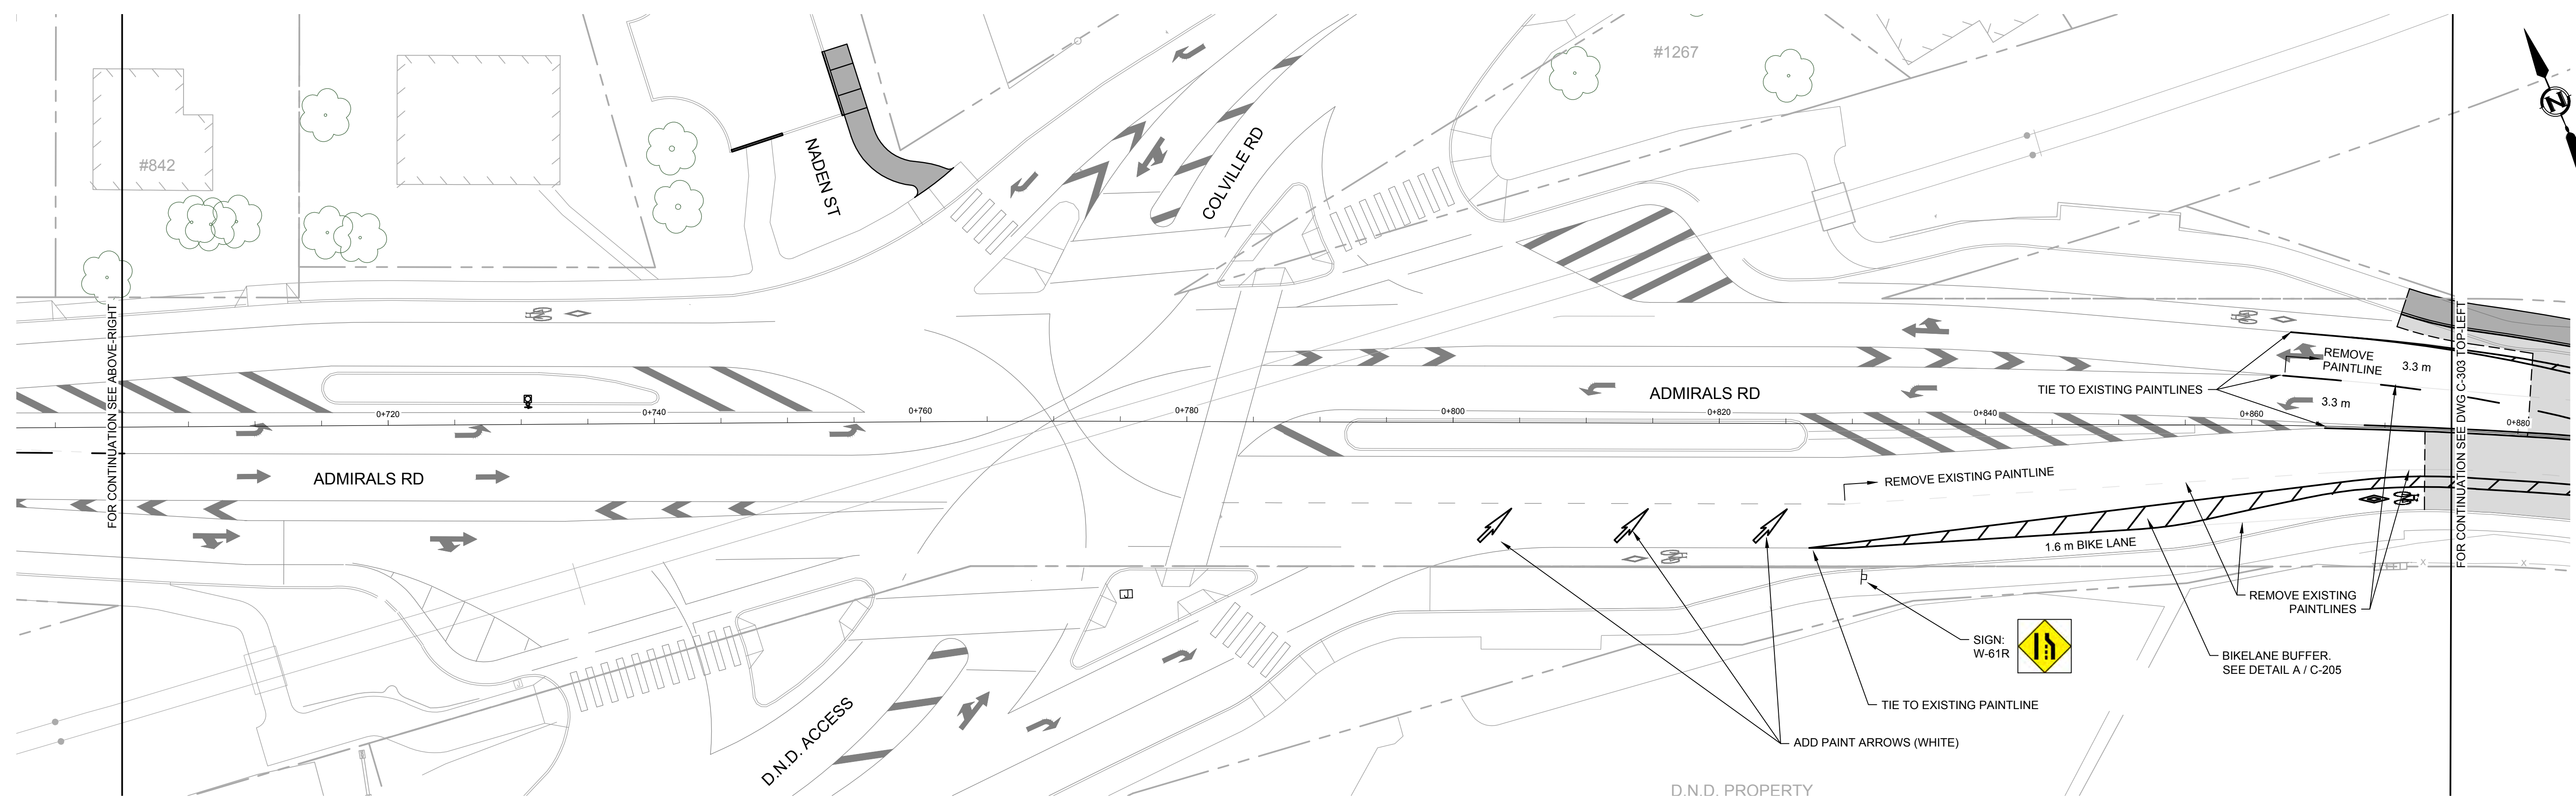 #1267
N
#842
NADEN ST
COLVILLE RD
FOR CONTINUATION SEE ABOVE-RIGHT
FOR CONTINUATION SEE DWG C-303 TOP-LEFT
REMOVE
PAINTLINE
3.3 m
TIE TO EXISTING PAINTLINES
ADMIRALS RD
3.3 m
0+720
0+740
0+760
0+780
0+800
0+820
0+840
0+860
0+880
ADMIRALS RD
REMOVE EXISTING PAINTLINE
1.6 m BIKE LANE
REMOVE EXISTING
PAINTLINES
SIGN:
W-61R
BIKELANE BUFFER.
SEE DETAIL A / C-205
TIE TO EXISTING PAINTLINE
D.N.D. ACCESS
ADD PAINT ARROWS (WHITE)
D.N.D. PROPERTY
X
X